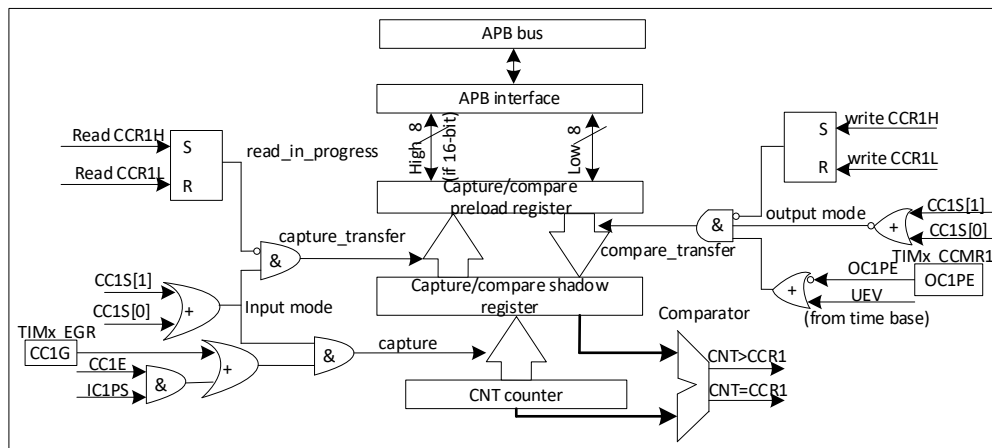 APB bus
APB interface
High 8
(if 16-bit)
Low 8
Read CCR1H
Read CCR1L
S
R
read_in_progress
Capture/compare
preload register
S
R
write CCR1H
write CCR1L
&
output mode
+
CC1S[1]
CC1S[0]
&
capture_transfer
compare_transfer
TIMx_CCMR1
OC1PE
OC1PE
+
UEV
(from time base)
CC1S[1]
CC1S[0]
+
Input mode
Capture/compare shadow
register
Comparator
TIMx_EGR
CC1G
CC1E
IC1PS
&
+
&
capture
CNT counter
CNT>CCR1
CNT=CCR1